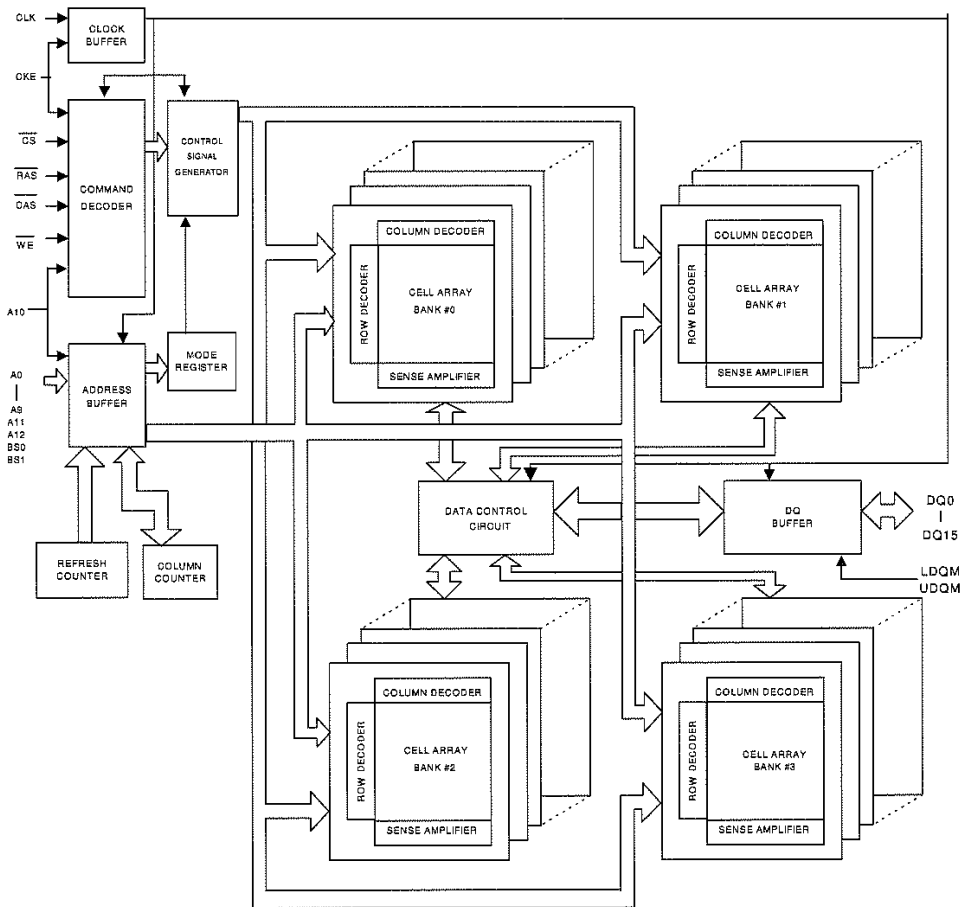 CLK
CLOCK
BUFFER
CKE
CS
RAS
CAS
WE
COMMAND
DECODER
CONTROL
SIGNAL
GENERATOR
A10
A0
A9
A11
A12
BS0
BS1
ADDRESS
BUFFER
MODE
REGISTER
REFRESH
COUNTER
COLUMN
COUNTER
COLUMN DECODER
ROW DECODER
CELL ARRAY
BANK #0
SENSE AMPLIFIER
COLUMN DECODER
ROW DECODER
CELL ARRAY
BANK #1
SENSE AMPLIFIER
DATA CONTROL
CIRCUIT
DQ
BUFFER
DQ0
DQ15
LDQM
UDQM
COLUMN DECODER
ROW DECODER
CELL ARRAY
BANK #2
SENSE AMPLIFIER
COLUMN DECODER
ROW DECODER
CELL ARRAY
BANK #3
SENSE AMPLIFIER